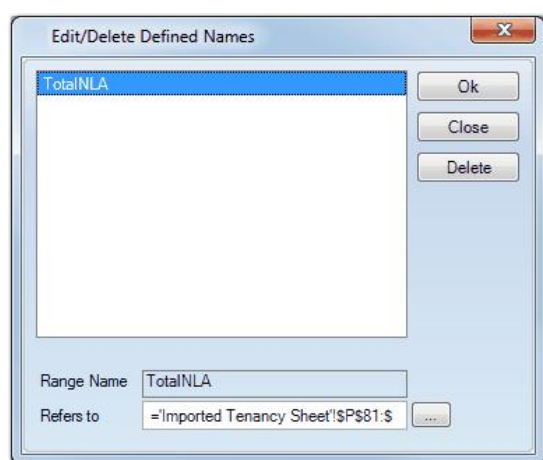 Edit/Delete Defined Names
TotalNLA
Ok
Close
Delete
Range Name TotalNLA
Refers to ='Imported Tenancy Sheet'!$P$81:$ ...